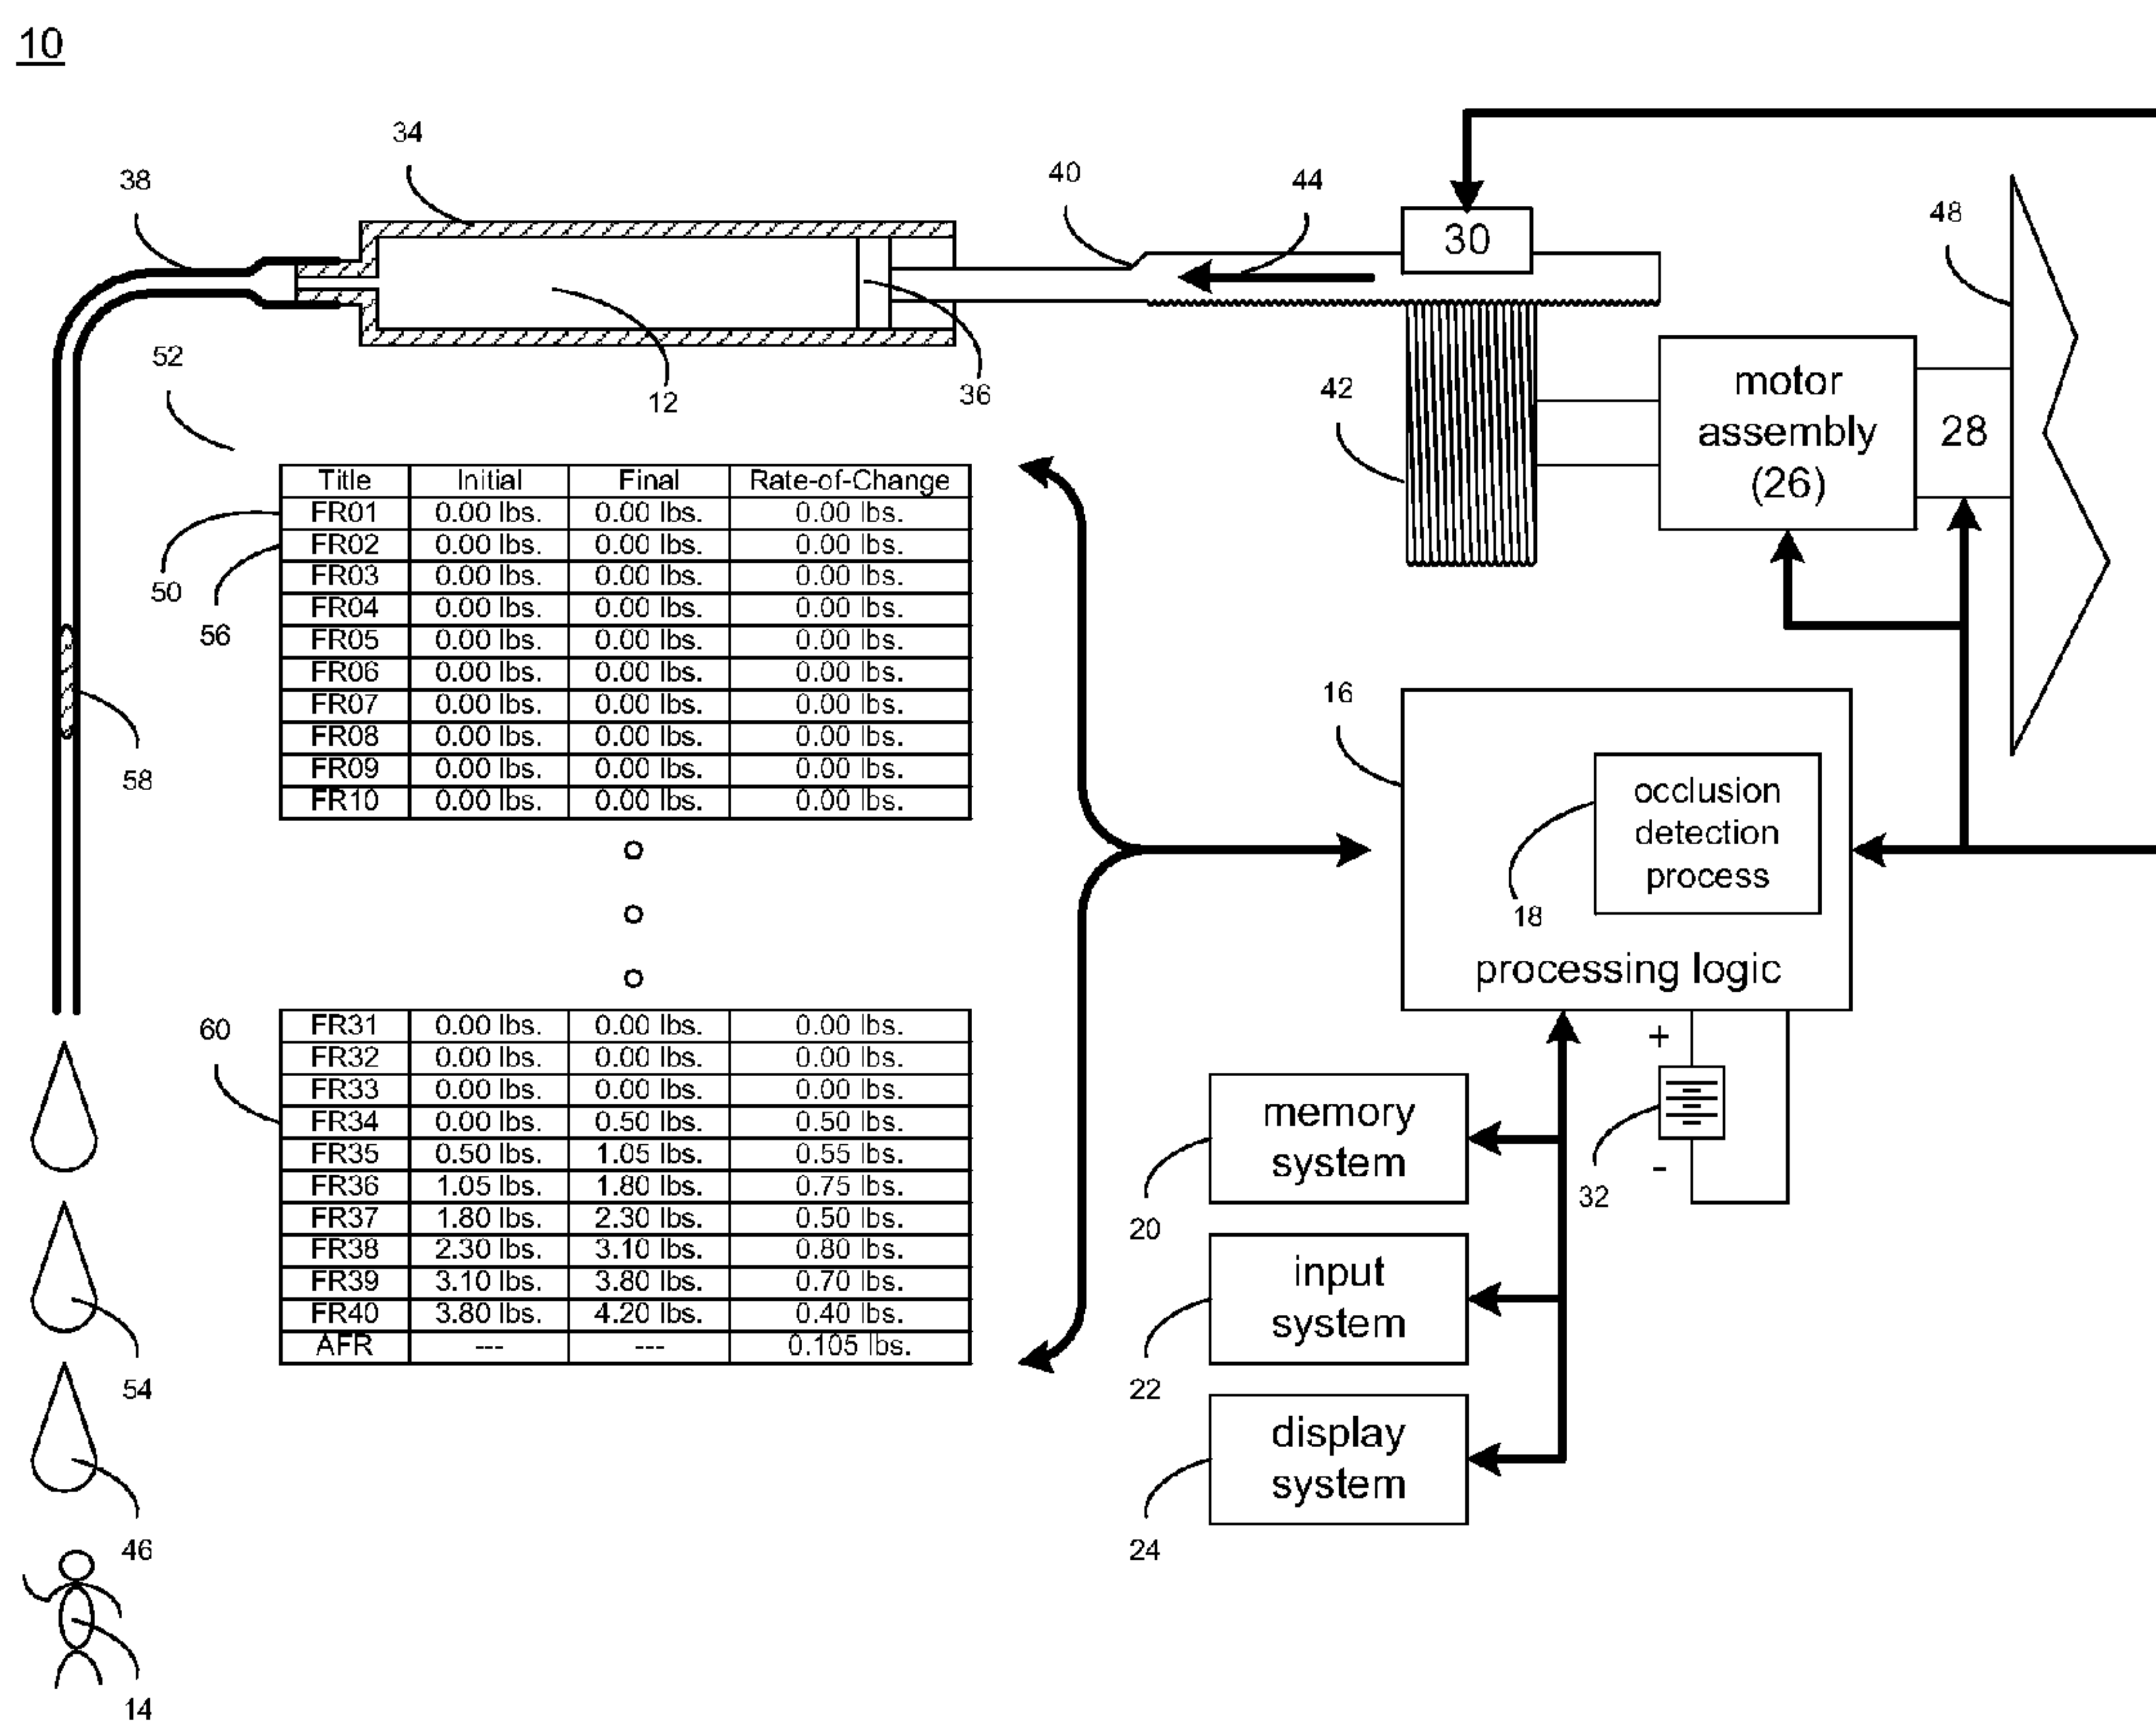 10
34
38
40
44
30
48
52
12
36
42
motor
assembly
(26)
28
Title Initial Final Rate-of-Change
FR01 0.00 lbs. 0.00 lbs. 0.00 lbs.
FR02 0.00 lbs. 0.00 lbs. 0.00 lbs.
FR03 0.00 lbs. 0.00 lbs. 0.00 lbs.
FR04 0.00 lbs. 0.00 lbs. 0.00 lbs.
FR05 0.00 lbs. 0.00 lbs. 0.00 lbs.
FR06 0.00 lbs. 0.00 lbs. 0.00 lbs.
FR07 0.00 lbs. 0.00 lbs. 0.00 lbs.
FR08 0.00 lbs. 0.00 lbs. 0.00 lbs.
FR09 0.00 lbs. 0.00 lbs. 0.00 lbs.
FR10 0.00 lbs. 0.00 lbs. 0.00 lbs.
50
56
58
16
occlusion
detection
process
18
processing logic
60
FR31 0.00 lbs. 0.00 lbs. 0.00 lbs.
FR32 0.00 lbs. 0.00 lbs. 0.00 lbs.
FR33 0.00 lbs. 0.00 lbs. 0.00 lbs.
FR34 0.00 lbs. 0.50 lbs. 0.50 lbs.
FR35 0.50 lbs. 1.05 lbs. 0.55 lbs.
FR36 1.05 lbs. 1.80 lbs. 0.75 lbs.
FR37 1.80 lbs. 2.30 lbs. 0.50 lbs.
FR38 2.30 lbs. 3.10 lbs. 0.80 lbs.
FR39 3.10 lbs. 3.80 lbs. 0.70 lbs.
FR40 3.80 lbs. 4.20 lbs. 0.40 lbs.
AFR --- --- 0.105 lbs.
+
-
32
memory
system
20
input
system
22
display
system
24
54
46
14